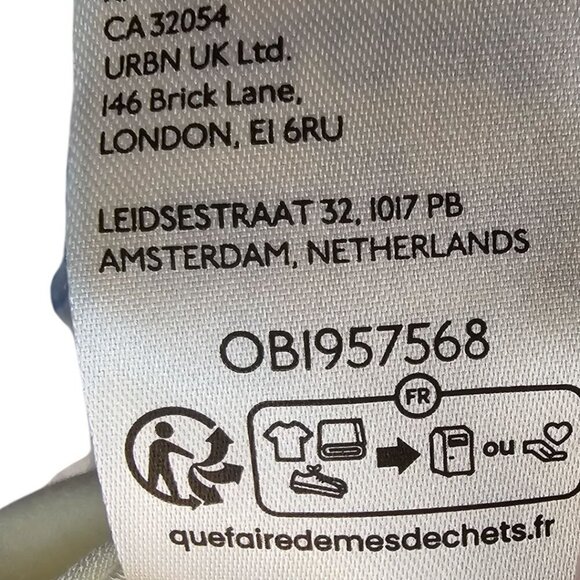 CA 32054
URBN UK Ltd.
146 Brick Lane,
LONDON, E1 6RU
LEIDSESTRAAT 32, 1017 PB
AMSTERDAM, NETHERLANDS
OB1957568
FR
ou
quefairedemesdechets.fr